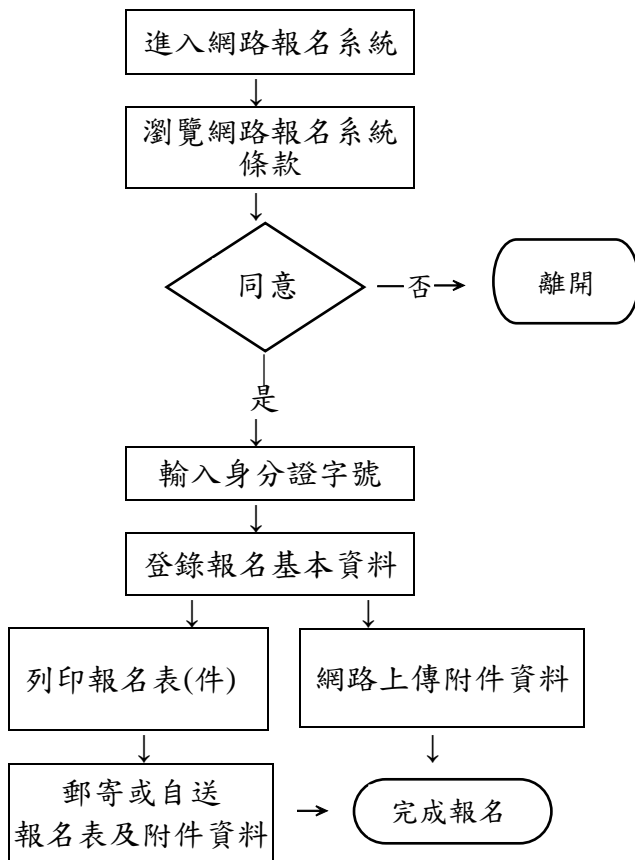 進入網路報名系統
瀏覽網路報名系統
條款
同意
否
離開
是
輸入身分證字號
登錄報名基本資料
列印報名表(件)
網路上傳附件資料
郵寄或自送
報名表及附件資料
完成報名